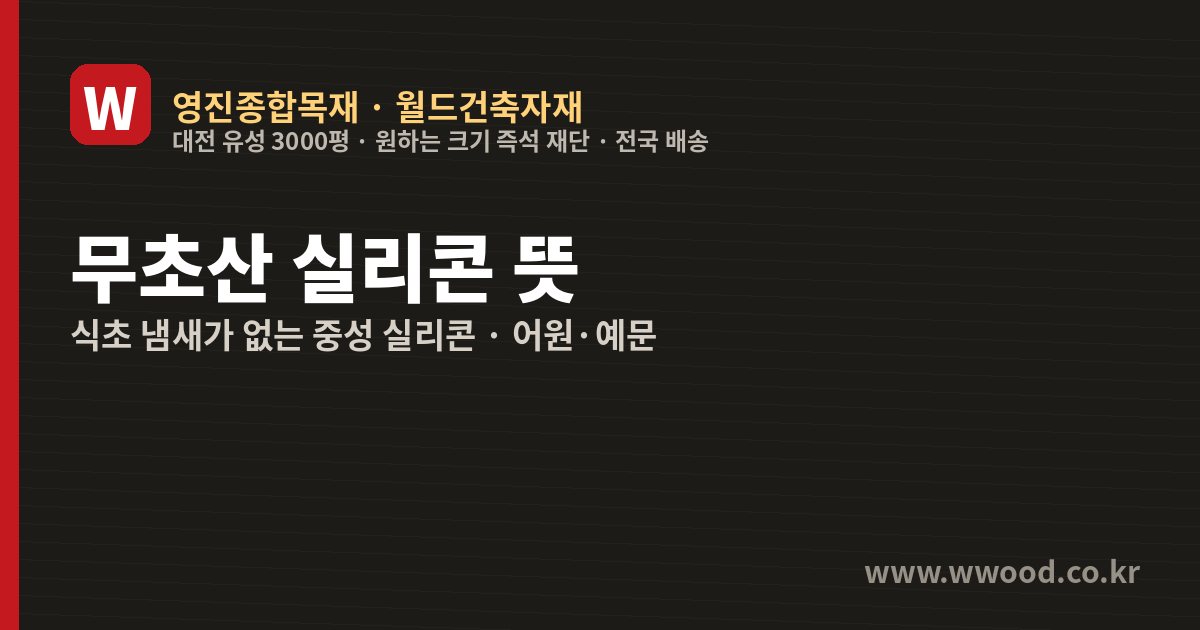 W
영진종합목재 · 월드건축자재
대전 유성 3000평 · 원하는 크기 즉석 재단 · 전국 배송
무초산 실리콘 뜻
식초 냄새가 없는 중성 실리콘 · 어원·예문
www.wwood.co.kr